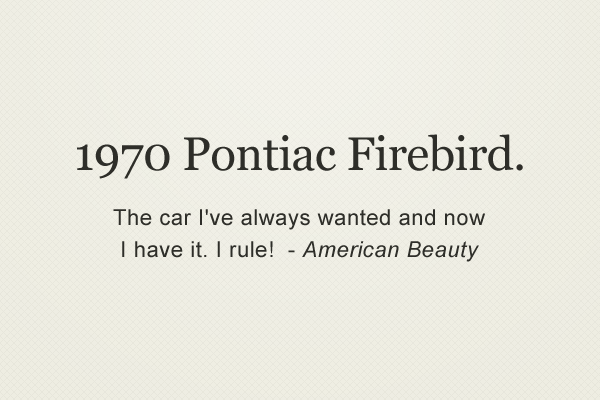 1970 Pontiac Firebird.
The car I've always wanted and now
I have it. I rule!  - American Beauty